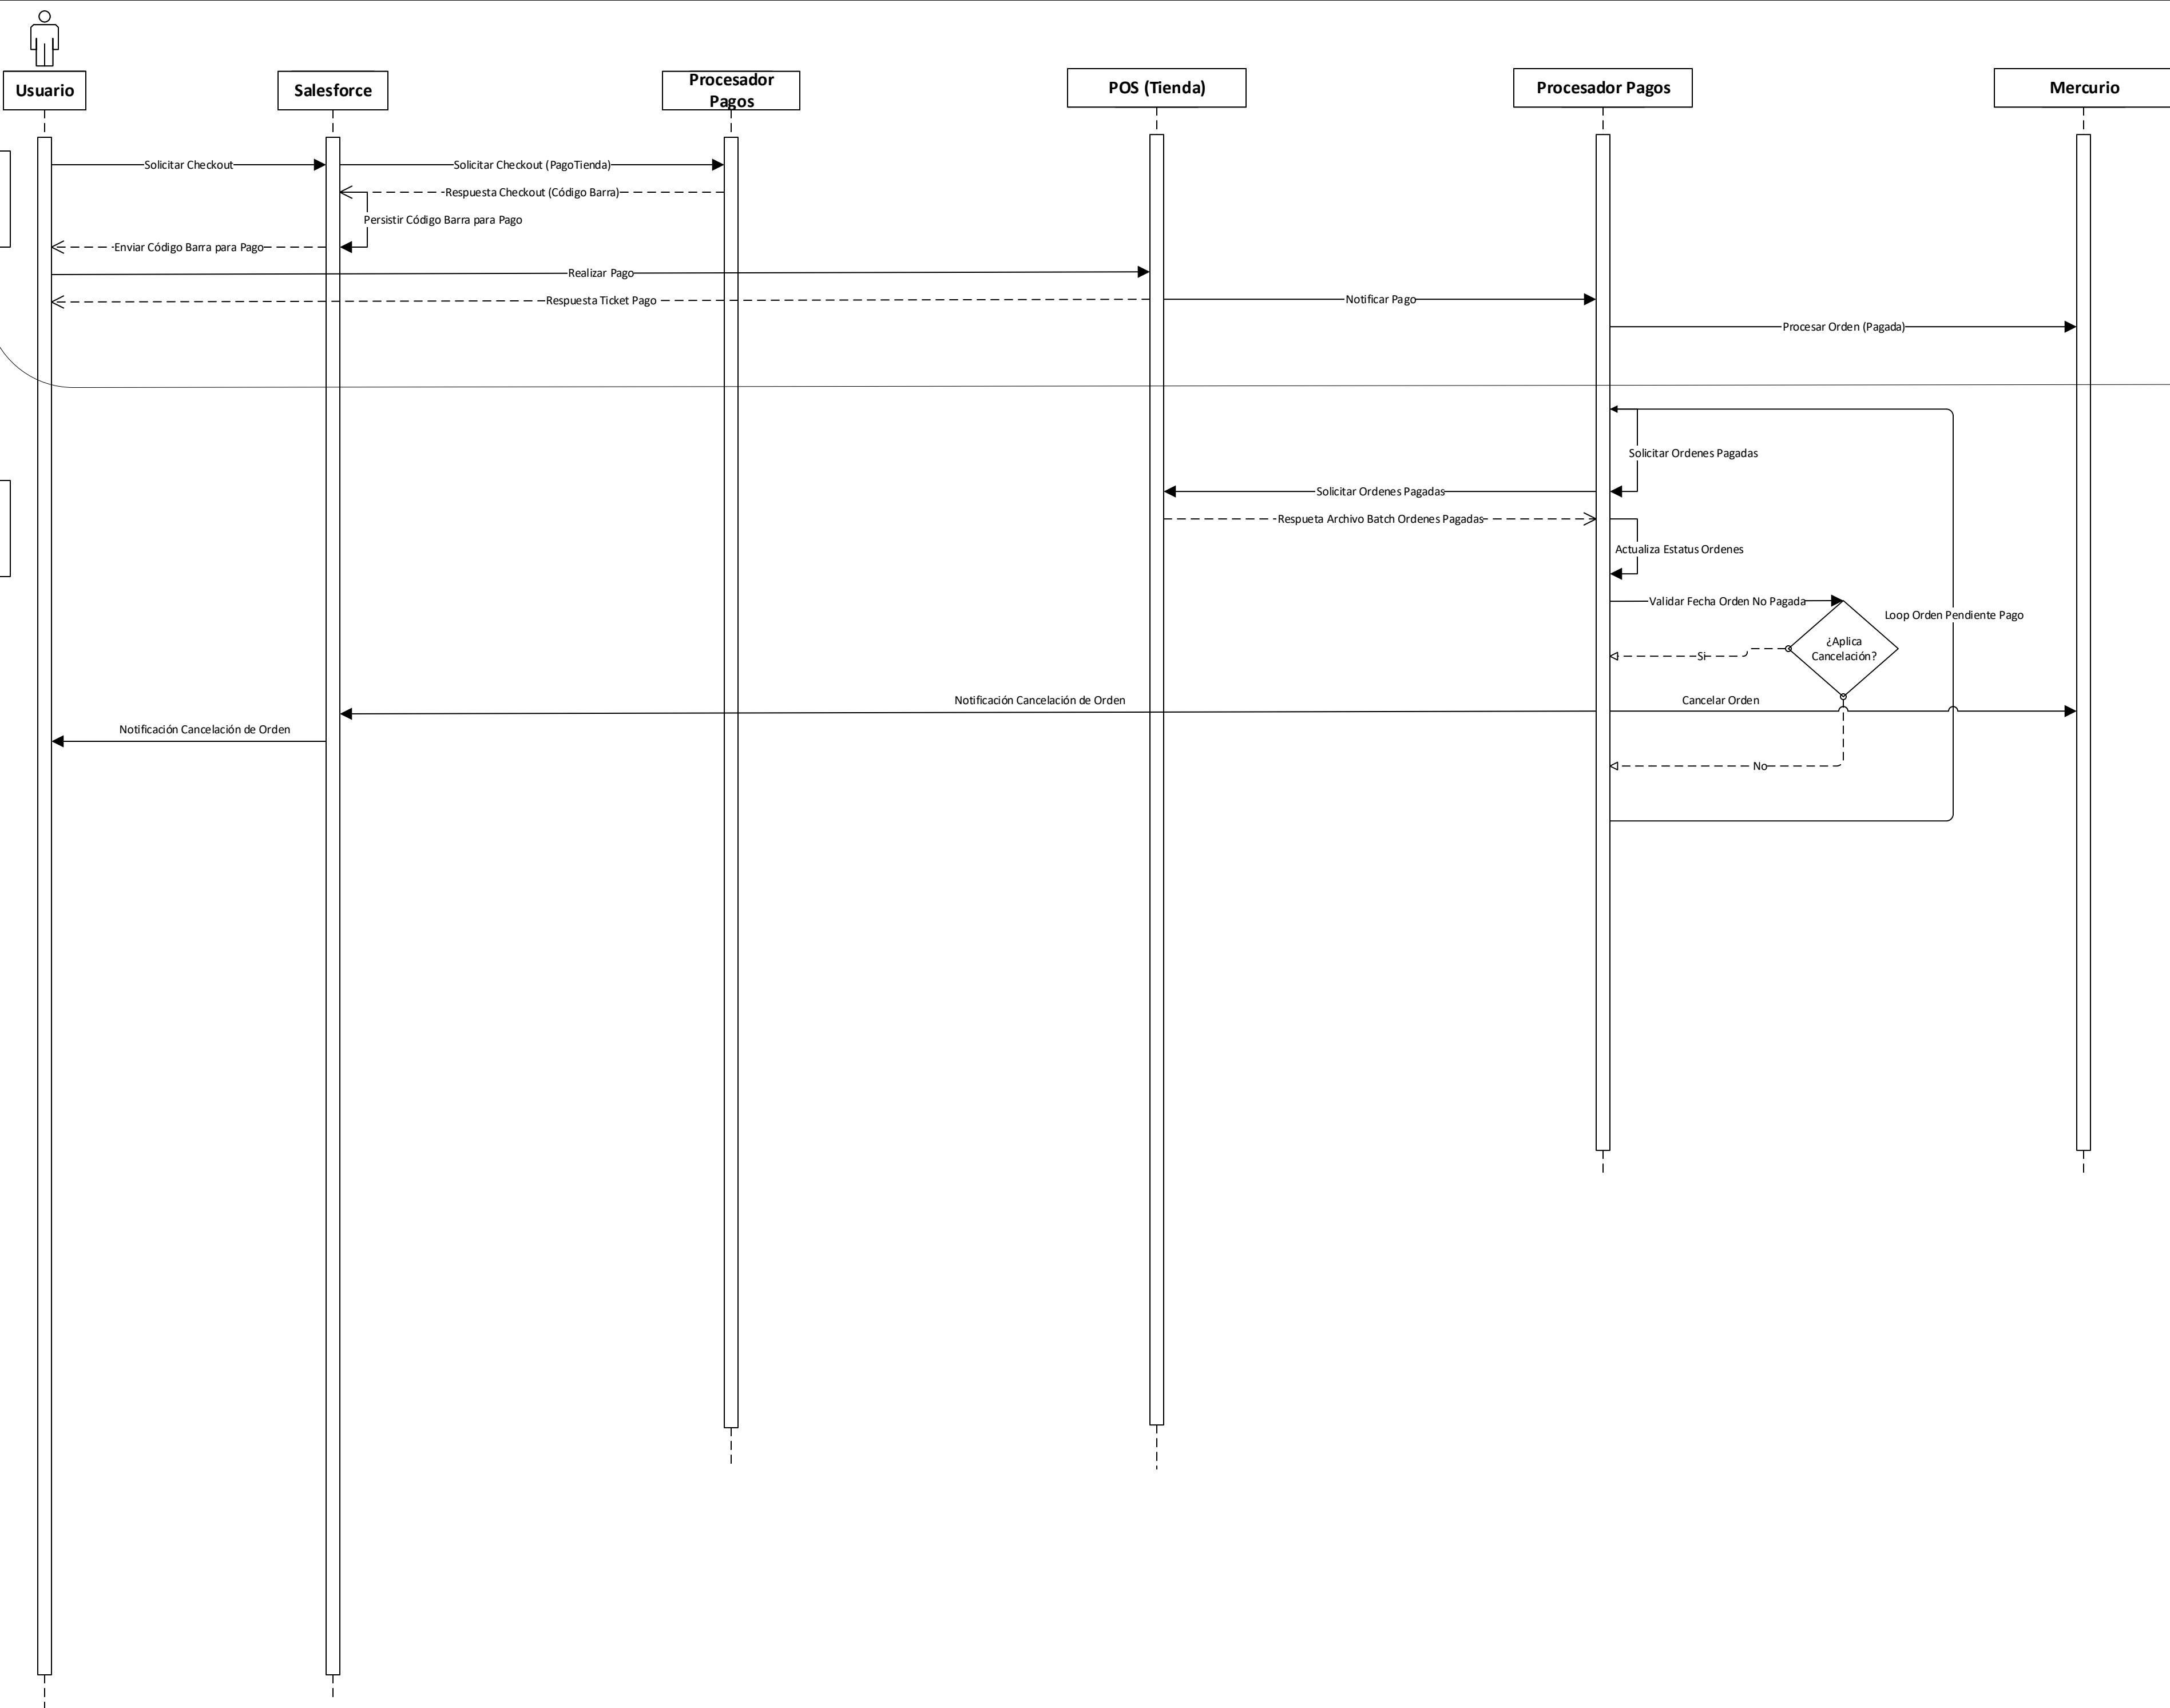 Usuario
Salesforce
Procesador
Pagos
POS (Tienda)
Procesador Pagos
Mercurio
Solicitar Checkout
Solicitar Checkout (PagoTienda)
Respuesta Checkout (Código Barra)
Persistir Código Barra para Pago
Enviar Código Barra para Pago
Realizar Pago
Respuesta Ticket Pago
Notificar Pago
Procesar Orden (Pagada)
Solicitar Ordenes Pagadas
Solicitar Ordenes Pagadas
Respueta Archivo Batch Ordenes Pagadas
Actualiza Estatus Ordenes
Validar Fecha Orden No Pagada
Loop Orden Pendiente Pago
¿Aplica
Cancelación?
Si
Notificación Cancelación de Orden
Cancelar Orden
Notificación Cancelación de Orden
No